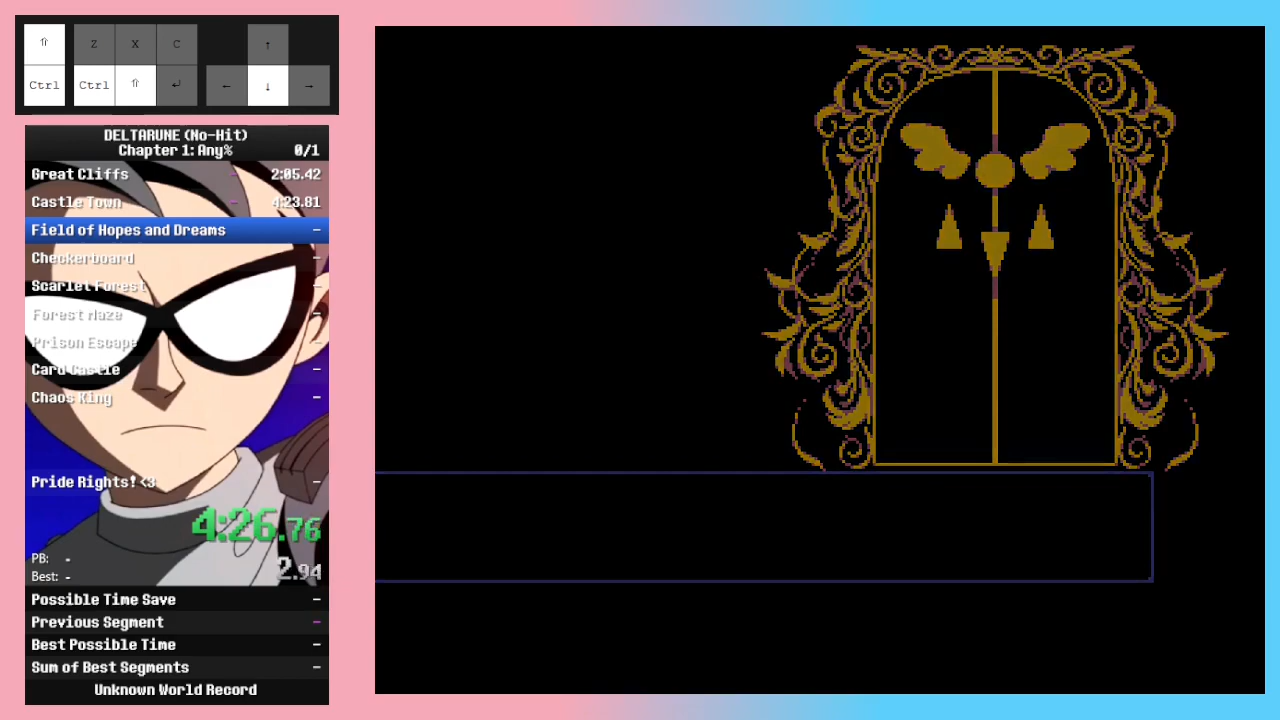 ⇧ Z X C ↑
Ctrl Ctrl ⇧ ↵ ← ↓ →
DELTARUNE (No-Hit)
Chapter 1: Any% 0/1
Great Cliffs - 2:05.42
Castle Town - 4:23.81
Field of Hopes and Dreams -
Checkerboard -
Scarlet Forest -
Forest Maze -
Prison Escape -
Card Castle -
Chaos King -
Pride Rights! <3 -
4:26.76
PB: -
Best: - 2.94
Possible Time Save -
Previous Segment -
Best Possible Time -
Sum of Best Segments -
Unknown World Record